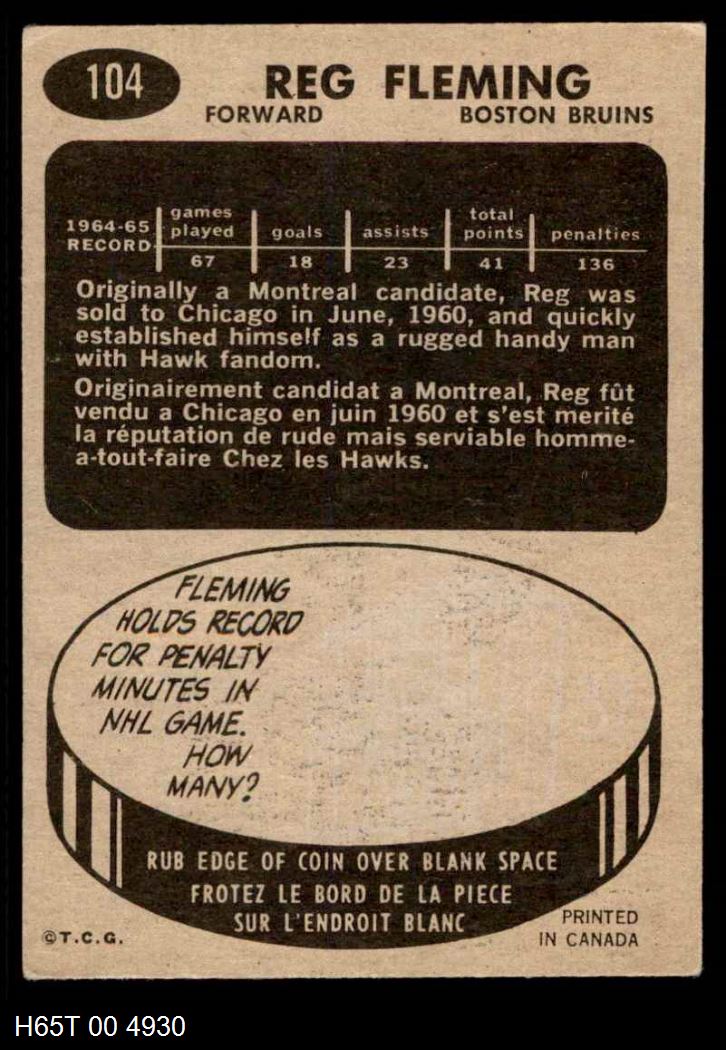 104
REG FLEMING
FORWARD BOSTON BRUINS
1964-65 RECORD games played goals assists total points penalties
67 18 23 41 136
Originally a Montreal candidate, Reg was
sold to Chicago in June, 1960, and quickly
established himself as a rugged handy man
with Hawk fandom.
Originairement candidat a Montreal, Reg fût
vendu a Chicago en juin 1960 et s'est merité
la réputation de rude mais serviable homme-
a-tout-faire Chez les Hawks.
FLEMING
HOLDS RECORD
FOR PENALTY
MINUTES IN
NHL GAME.
HOW
MANY?
RUB EDGE OF COIN OVER BLANK SPACE
FROTEZ LE BORD DE LA PIECE
SUR L'ENDROIT BLANC
©T.C.G.
PRINTED
IN CANADA
H65T 00 4930